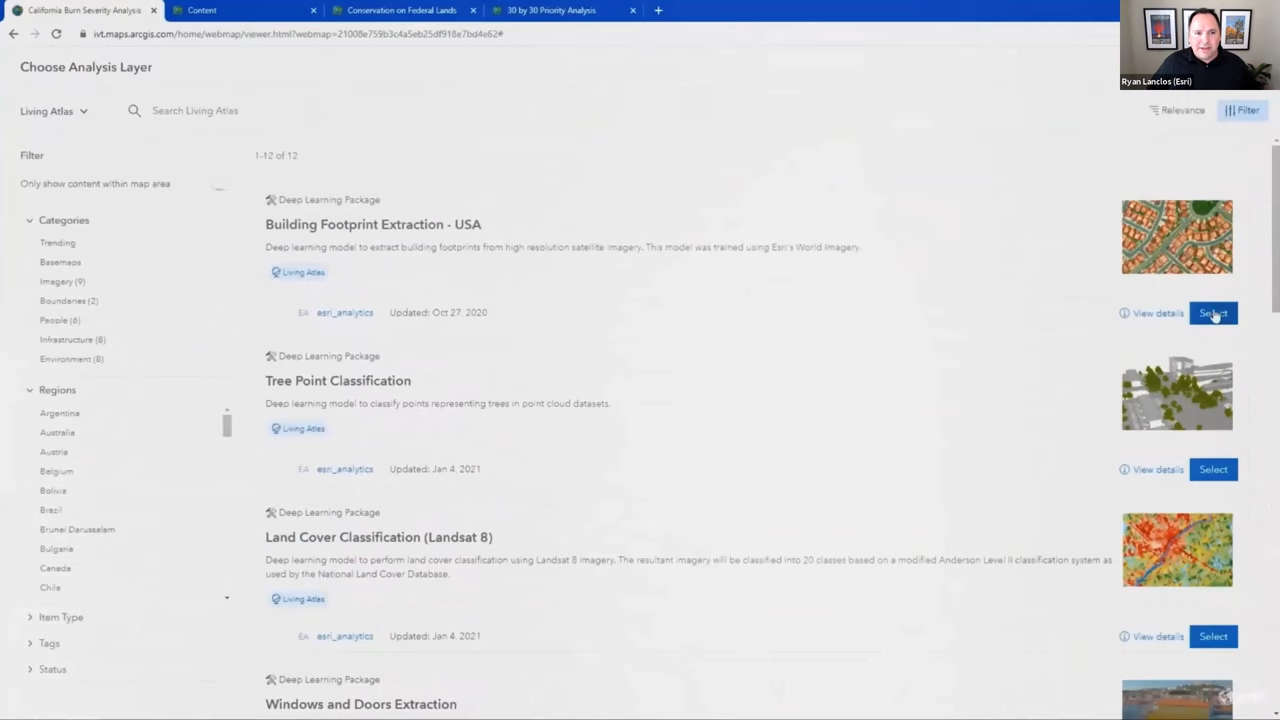 California Burn Severity Analysis
Content
Conservation on Federal Lands
30 by 30 Priority Analysis
ivt.maps.arcgis.com/home/webmap/viewer.html?webmap=21008e759b3c4a5eb25df918e7bd4e62#
Ryan Lanclos (Esri)
Choose Analysis Layer
Living Atlas
Search Living Atlas
Relevance
Filter
Filter
1-12 of 12
Only show content within map area
Categories
Trending
Basemaps
Imagery (9)
Boundaries (2)
People (6)
Infrastructure (8)
Environment (8)
Regions
Argentina
Australia
Austria
Belgium
Bolivia
Brazil
Brunei Darussalam
Bulgaria
Canada
Chile
Item Type
Tags
Status
Deep Learning Package
Building Footprint Extraction - USA
Deep learning model to extract building footprints from high resolution satellite imagery. This model was trained using Esri's World Imagery.
Living Atlas
EA esri_analytics Updated: Oct 27, 2020
View details Select
Deep Learning Package
Tree Point Classification
Deep learning model to classify points representing trees in point cloud datasets.
Living Atlas
EA esri_analytics Updated: Jan 4, 2021
View details Select
Deep Learning Package
Land Cover Classification (Landsat 8)
Deep learning model to perform land cover classification using Landsat 8 imagery. The resultant imagery will be classified into 20 classes based on a modified Anderson Level II classification system as
used by the National Land Cover Database.
Living Atlas
EA esri_analytics Updated: Jan 4, 2021
View details Select
Deep Learning Package
Windows and Doors Extraction